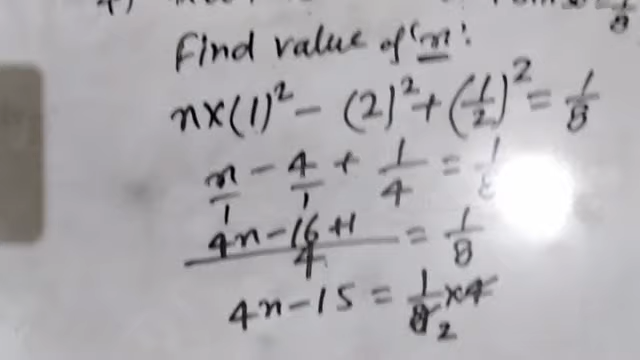 Find value of 'n':
n×(1)² - (2)² + (1/2)² = 1/8
n/1 - 4/1 + 1/4 = 1/8
4n-16+1/4 = 1/8
4n-15 = 1/8 2 ×4